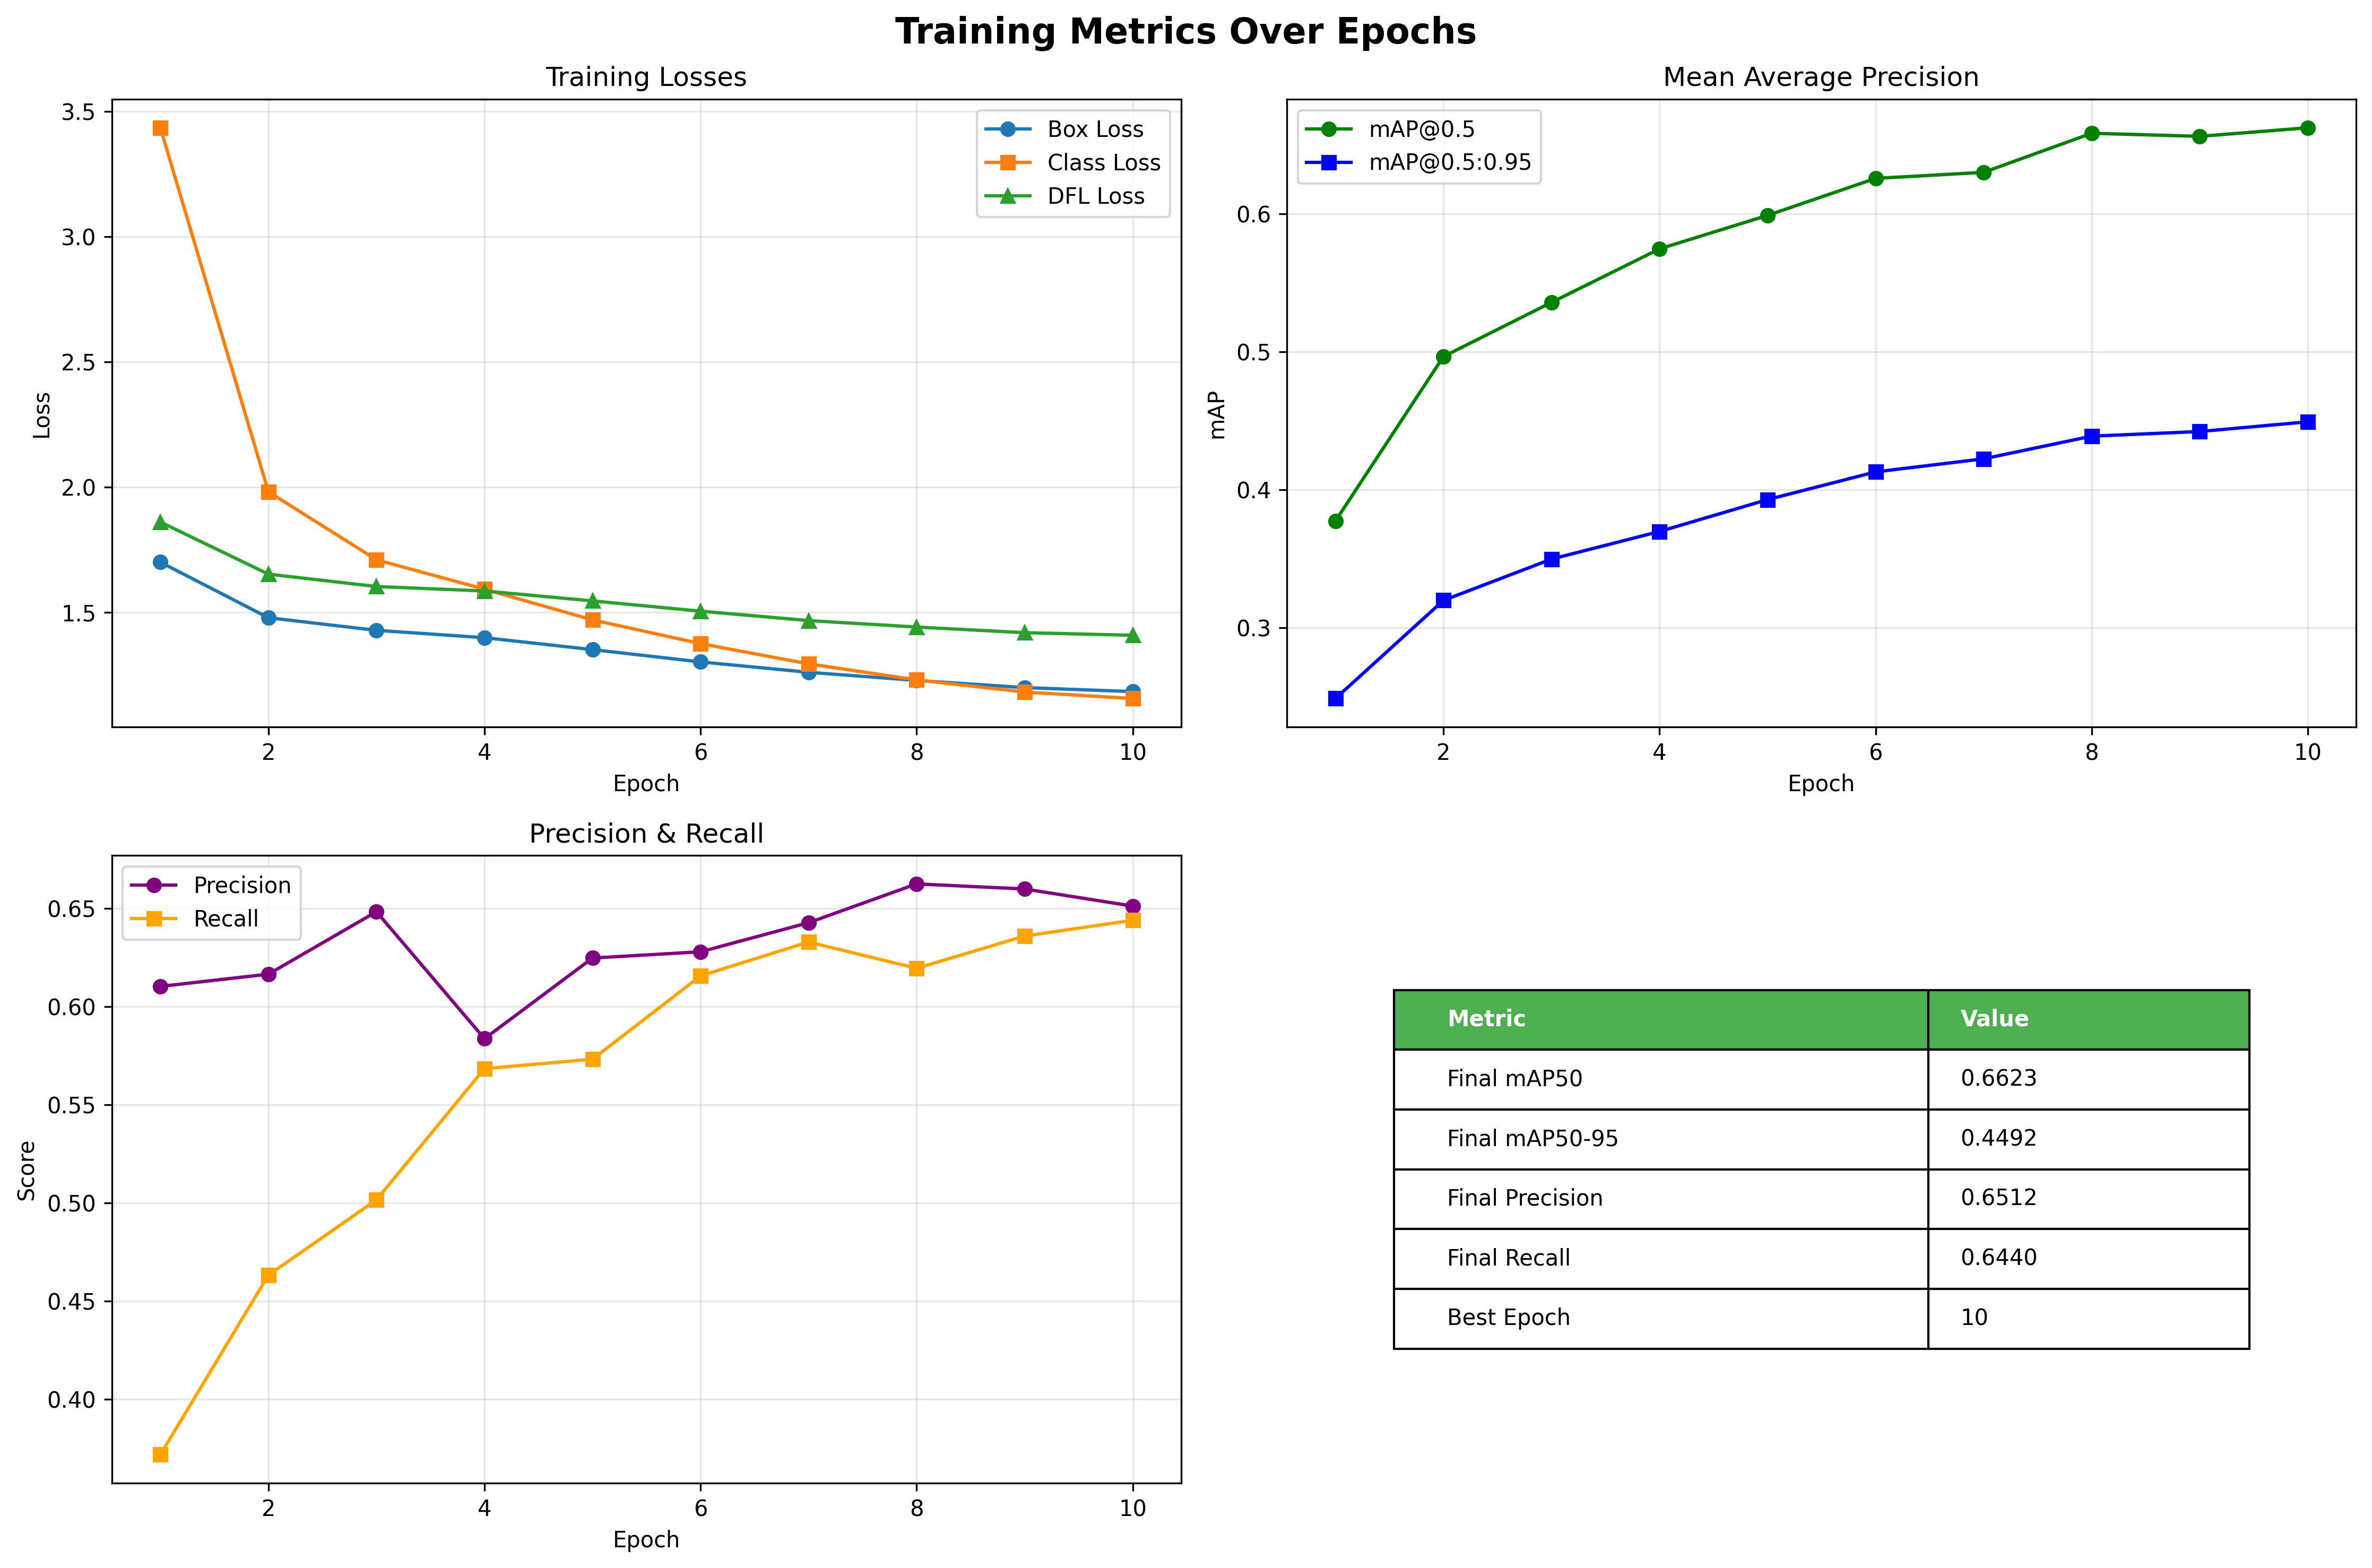 Training Metrics Over Epochs
Training Losses
3.5
3.0
2.5
2.0
1.5
Loss
2 4 6 8 10
Epoch
Box Loss
Class Loss
DFL Loss
Mean Average Precision
0.6
0.5
0.4
0.3
mAP
2 4 6 8 10
Epoch
mAP@0.5
mAP@0.5:0.95
Precision & Recall
0.65
0.60
0.55
0.50
0.45
0.40
Score
2 4 6 8 10
Epoch
Precision
Recall
Metric Value
Final mAP50 0.6623
Final mAP50-95 0.4492
Final Precision 0.6512
Final Recall 0.6440
Best Epoch 10